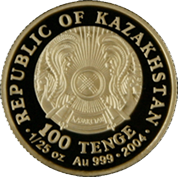 REPUBLIC OF KAZAKHSTAN
100 TENGE
• 1/25 oz Au 999 • 2004 •